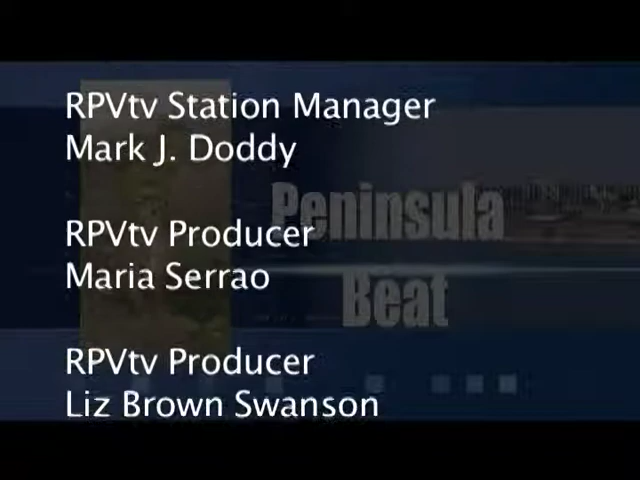 RPVtv Station Manager
Mark J. Doddy
Peninsula
RPVtv Producer
Maria Serrao
Beat
RPVtv Producer
Liz Brown Swanson